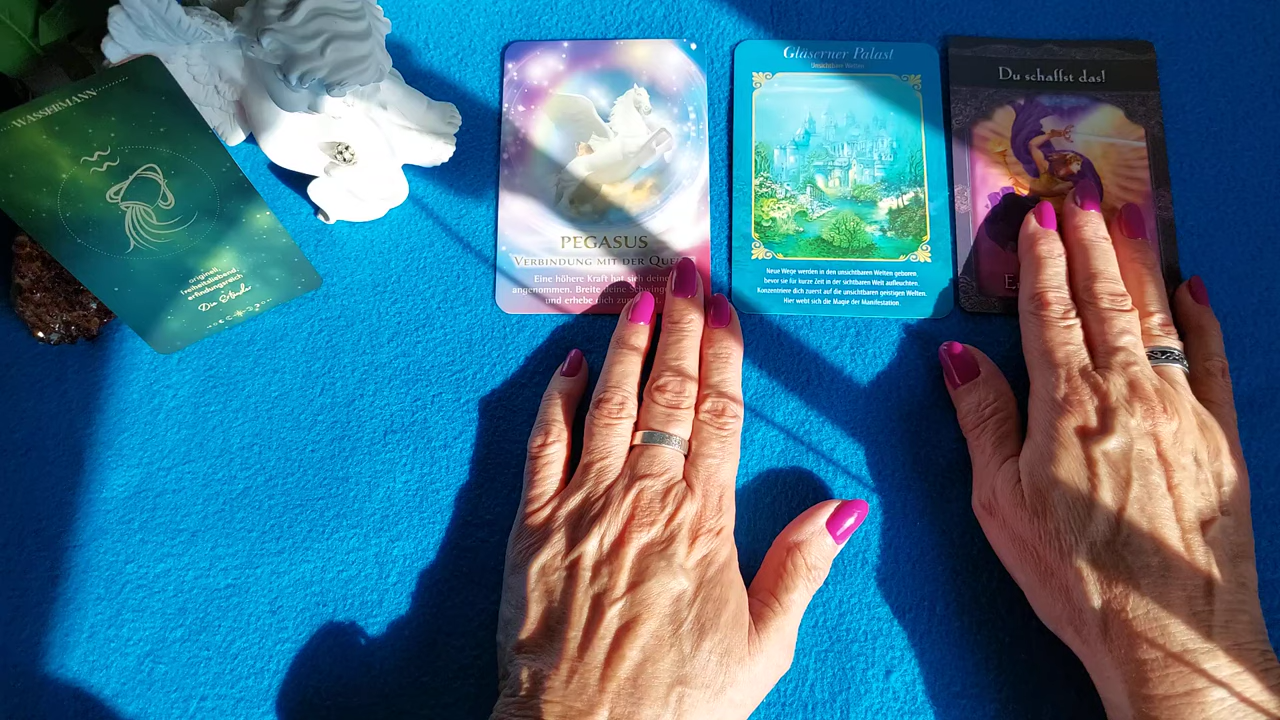 WASSERMANN
originell,
freiheitsliebend,
erfindungsreich
PEGASUS
VERBINDUNG MIT DER
Eine höhere Kraft hat sich
angenommen. Breite deine
und erhebe dich
Gläserner Palast
Unsichtbare Welten
Neue Wege werden in den unsichtbaren Welten geboren,
bevor sie für kurze Zeit in der sichtbaren Welt aufleuchten.
Konzentriere dich zuerst auf die unsichtbaren geistigen Welten.
Hier webt sich die Magie der Manifestation.
Du schaffst das!